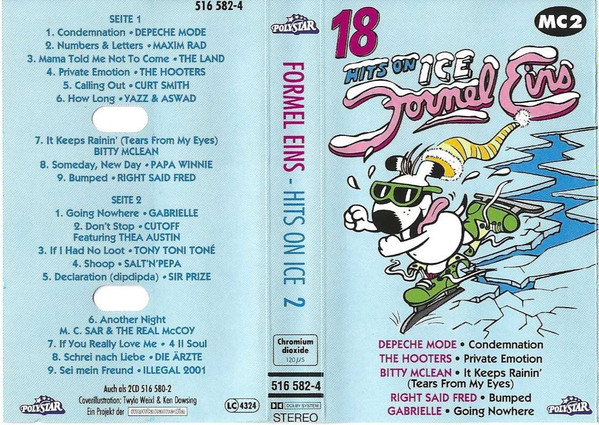 516 582-4
SEITE 1
1. Condemnation • DEPECHE MODE
2. Numbers & Letters • MAXIM RAD
3. Mama Told Me Not To Come • THE LAND
4. Private Emotion • THE HOOTERS
5. Calling Out • CURT SMITH
6. How Long • YAZZ & ASWAD
7. It Keeps Rainin' (Tears From My Eyes)
BITTY MCLEAN
8. Someday, New Day • PAPA WINNIE
9. Bumped • RIGHT SAID FRED
SEITE 2
1. Going Nowhere • GABRIELLE
2. Don't Stop • CUTOFF
Featuring THEA AUSTIN
3. If I Had No Loot • TONY TONI TONÉ
4. Shoop • SALT'N'PEPA
5. Declaration (dipdipda) • SIR PRIZE
6. Another Night
M. C. SAR & THE REAL McCOY
7. If You Really Love Me • 4 II Soul
8. Schrei nach Liebe • DIE ÄRZTE
9. Sei mein Freund • ILLEGAL 2001
Auch als 2CD 516 580-2
Coverillustration: Twyla Weixl & Ken Dowsing
Ein Projekt der
POLYSTAR
LC 4324
POLYSTAR
FORMEL EINS - HITS ON ICE 2
Chromium
dioxide
120 µS
516 582-4
DOLBY SYSTEM
STEREO
MC2
18
HITS ON ICE
Formel Eins
DEPECHE MODE • Condemnation
THE HOOTERS • Private Emotion
BITTY MCLEAN • It Keeps Rainin'
(Tears From My Eyes)
RIGHT SAID FRED • Bumped
GABRIELLE • Going Nowhere
POLYSTAR